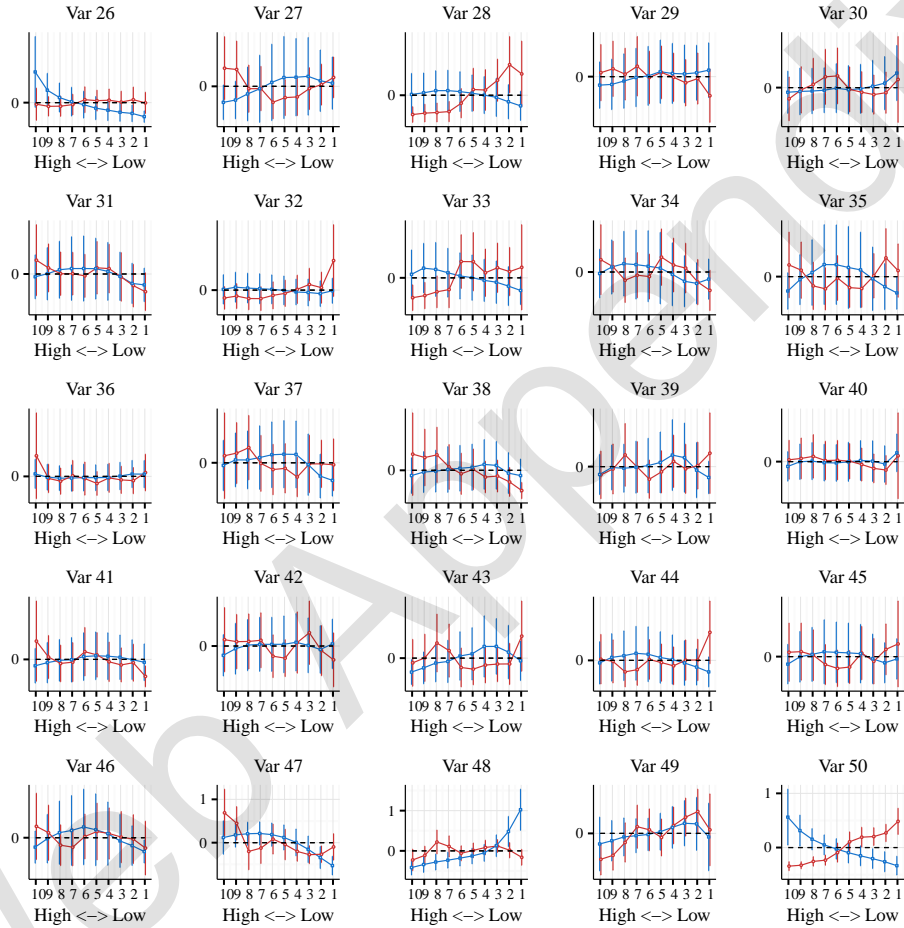 Var 26 Var 27 Var 28 Var 29 Var 30
0 0 0 0 0
109 8 7 6 5 4 3 2 1 109 8 7 6 5 4 3 2 1 109 8 7 6 5 4 3 2 1 109 8 7 6 5 4 3 2 1 109 8 7 6 5 4 3 2 1
High <-> Low High <-> Low High <-> Low High <-> Low High <-> Low
Var 31 Var 32 Var 33 Var 34 Var 35
0 0 0 0 0
109 8 7 6 5 4 3 2 1 109 8 7 6 5 4 3 2 1 109 8 7 6 5 4 3 2 1 109 8 7 6 5 4 3 2 1 109 8 7 6 5 4 3 2 1
High <-> Low High <-> Low High <-> Low High <-> Low High <-> Low
Var 36 Var 37 Var 38 Var 39 Var 40
0 0 0 0 0
109 8 7 6 5 4 3 2 1 109 8 7 6 5 4 3 2 1 109 8 7 6 5 4 3 2 1 109 8 7 6 5 4 3 2 1 109 8 7 6 5 4 3 2 1
High <-> Low High <-> Low High <-> Low High <-> Low High <-> Low
Var 41 Var 42 Var 43 Var 44 Var 45
0 0 0 0 0
109 8 7 6 5 4 3 2 1 109 8 7 6 5 4 3 2 1 109 8 7 6 5 4 3 2 1 109 8 7 6 5 4 3 2 1 109 8 7 6 5 4 3 2 1
High <-> Low High <-> Low High <-> Low High <-> Low High <-> Low
Var 46 Var 47 Var 48 Var 49 Var 50
1 1 1
0 0 0 0 0
109 8 7 6 5 4 3 2 1 109 8 7 6 5 4 3 2 1 109 8 7 6 5 4 3 2 1 109 8 7 6 5 4 3 2 1 109 8 7 6 5 4 3 2 1
High <-> Low High <-> Low High <-> Low High <-> Low High <-> Low
eb Appendix